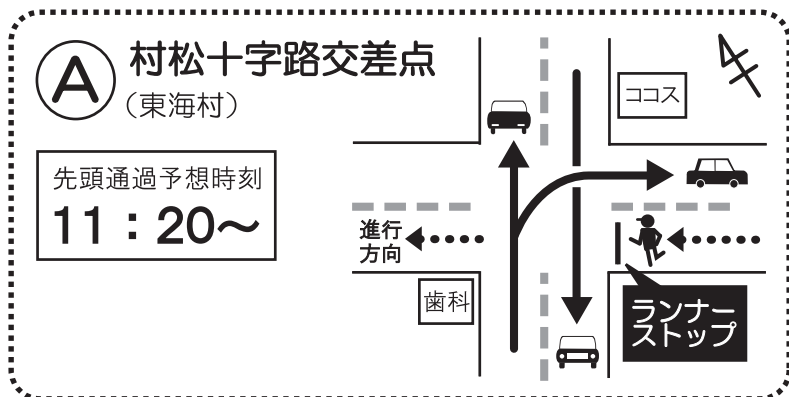 A 村松十字路交差点
（東海村）
先頭通過予想時刻
11：20～
ココス
進行
方向
歯科
ランナー
ストップ